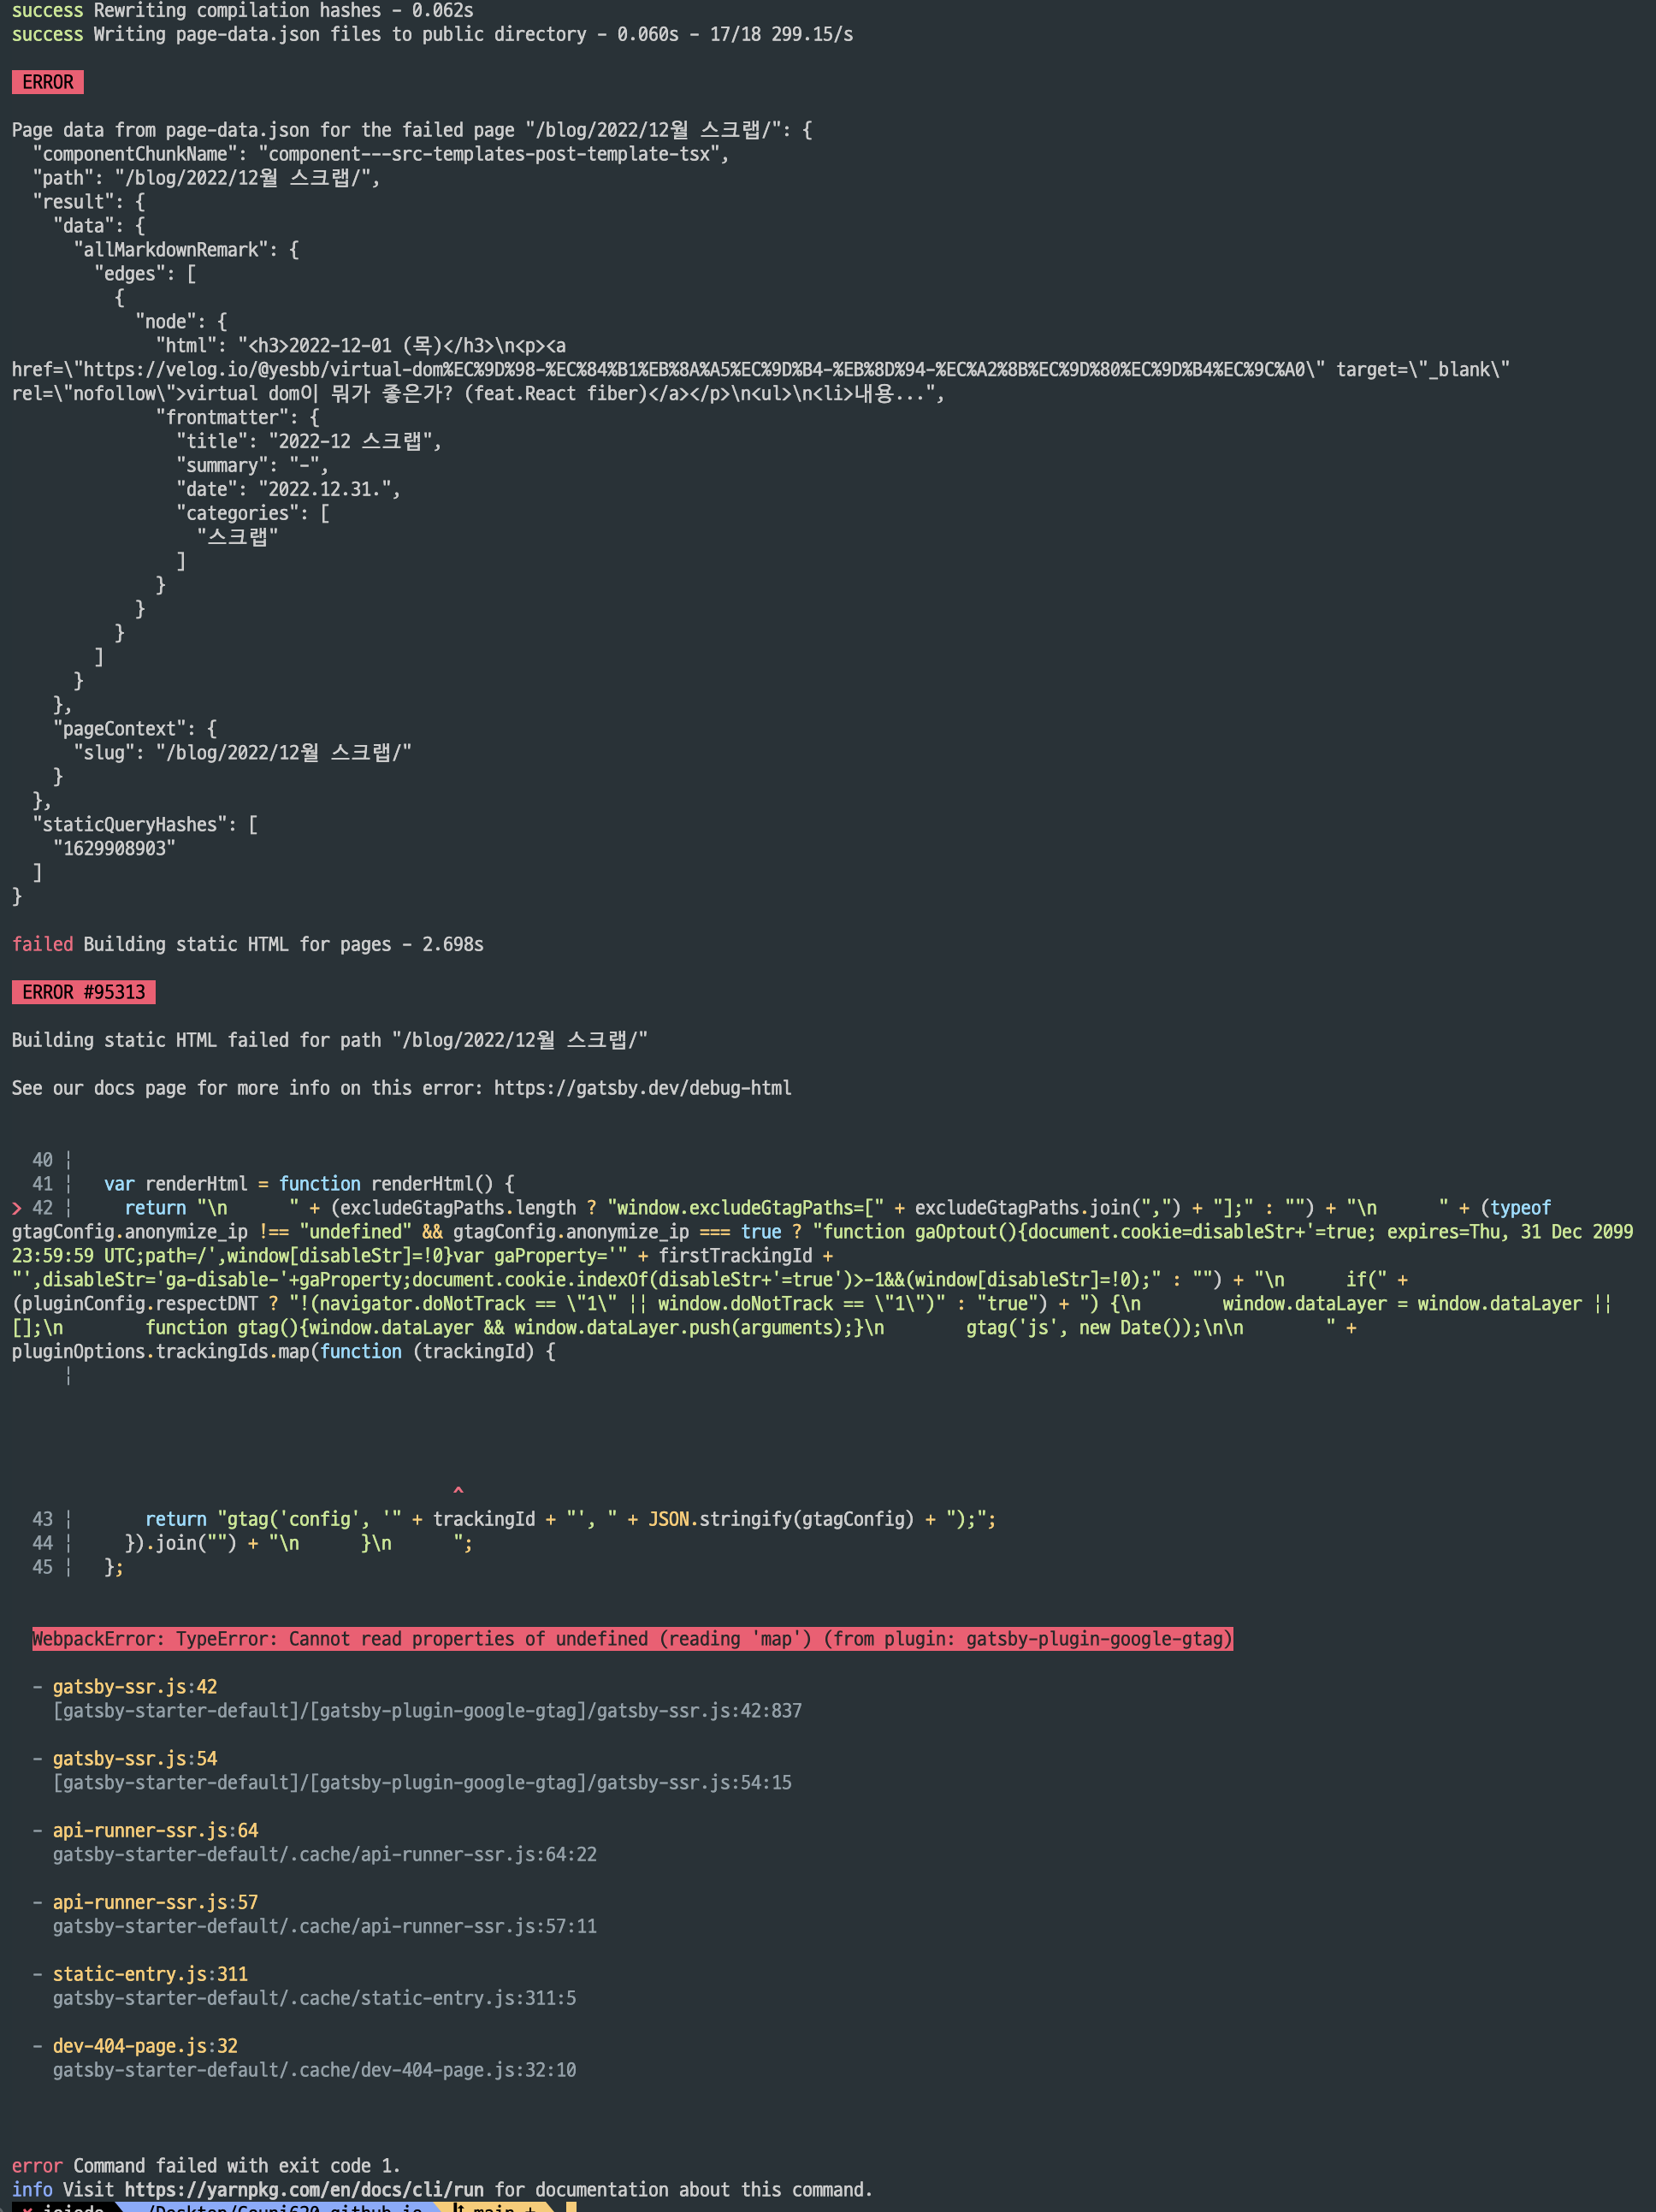 success Rewriting compilation hashes - 0.062s
success Writing page-data.json files to public directory - 0.060s - 17/18 299.15/s
ERROR
Page data from page-data.json for the failed page "/blog/2022/12월 스크랩/": {
  "componentChunkName": "component---src-templates-post-template-tsx",
  "path": "/blog/2022/12월 스크랩/",
  "result": {
    "data": {
      "allMarkdownRemark": {
        "edges": [
          {
            "node": {
              "html": "<h3>2022-12-01 (목)</h3>\n<p><a
href=\"https://velog.io/@yesbb/virtual-dom%EC%9D%98-%EC%84%B1%EB%8A%A5%EC%9D%B4-%EB%8D%94-%EC%A2%8B%EC%9D%80%EC%9D%B4%EC%9C%A0\" target=\"_blank\"
rel=\"nofollow\">virtual dom이 뭐가 좋은가? (feat.React fiber)</a></p>\n<ul>\n<li>내용...",
              "frontmatter": {
                "title": "2022-12 스크랩",
                "summary": "-",
                "date": "2022.12.31.",
                "categories": [
                  "스크랩"
                ]
              }
            }
          }
        ]
      }
    },
    "pageContext": {
      "slug": "/blog/2022/12월 스크랩/"
    }
  },
  "staticQueryHashes": [
    "1629908903"
  ]
}
failed Building static HTML for pages - 2.698s
ERROR #95313
Building static HTML failed for path "/blog/2022/12월 스크랩/"
See our docs page for more info on this error: https://gatsby.dev/debug-html
  40 ¦
  41 ¦   var renderHtml = function renderHtml() {
> 42 ¦     return "\n      " + (excludeGtagPaths.length ? "window.excludeGtagPaths=[" + excludeGtagPaths.join(",") + "];" : "") + "\n      " + (typeof
gtagConfig.anonymize_ip !== "undefined" && gtagConfig.anonymize_ip === true ? "function gaOptout(){document.cookie=disableStr+'=true; expires=Thu, 31 Dec 2099
23:59:59 UTC;path=/',window[disableStr]=!0}var gaProperty='" + firstTrackingId +
"',disableStr='ga-disable-'+gaProperty;document.cookie.indexOf(disableStr+'=true')>-1&&(window[disableStr]=!0);" : "") + "\n      if(" +
(pluginConfig.respectDNT ? "!(navigator.doNotTrack == \"1\" || window.doNotTrack == \"1\")" : "true") + ") {\n        window.dataLayer = window.dataLayer ||
[];\n        function gtag(){window.dataLayer && window.dataLayer.push(arguments);}\n        gtag('js', new Date());\n\n        " +
pluginOptions.trackingIds.map(function (trackingId) {
     ¦
^
  43 ¦       return "gtag('config', '" + trackingId + "', " + JSON.stringify(gtagConfig) + ");";
  44 ¦     }).join("") + "\n      }\n      ";
  45 ¦   };
WebpackError: TypeError: Cannot read properties of undefined (reading 'map') (from plugin: gatsby-plugin-google-gtag)
  - gatsby-ssr.js:42
    [gatsby-starter-default]/[gatsby-plugin-google-gtag]/gatsby-ssr.js:42:837
  - gatsby-ssr.js:54
    [gatsby-starter-default]/[gatsby-plugin-google-gtag]/gatsby-ssr.js:54:15
  - api-runner-ssr.js:64
    gatsby-starter-default/.cache/api-runner-ssr.js:64:22
  - api-runner-ssr.js:57
    gatsby-starter-default/.cache/api-runner-ssr.js:57:11
  - static-entry.js:311
    gatsby-starter-default/.cache/static-entry.js:311:5
  - dev-404-page.js:32
    gatsby-starter-default/.cache/dev-404-page.js:32:10
error Command failed with exit code 1.
info Visit https://yarnpkg.com/en/docs/cli/run for documentation about this command.